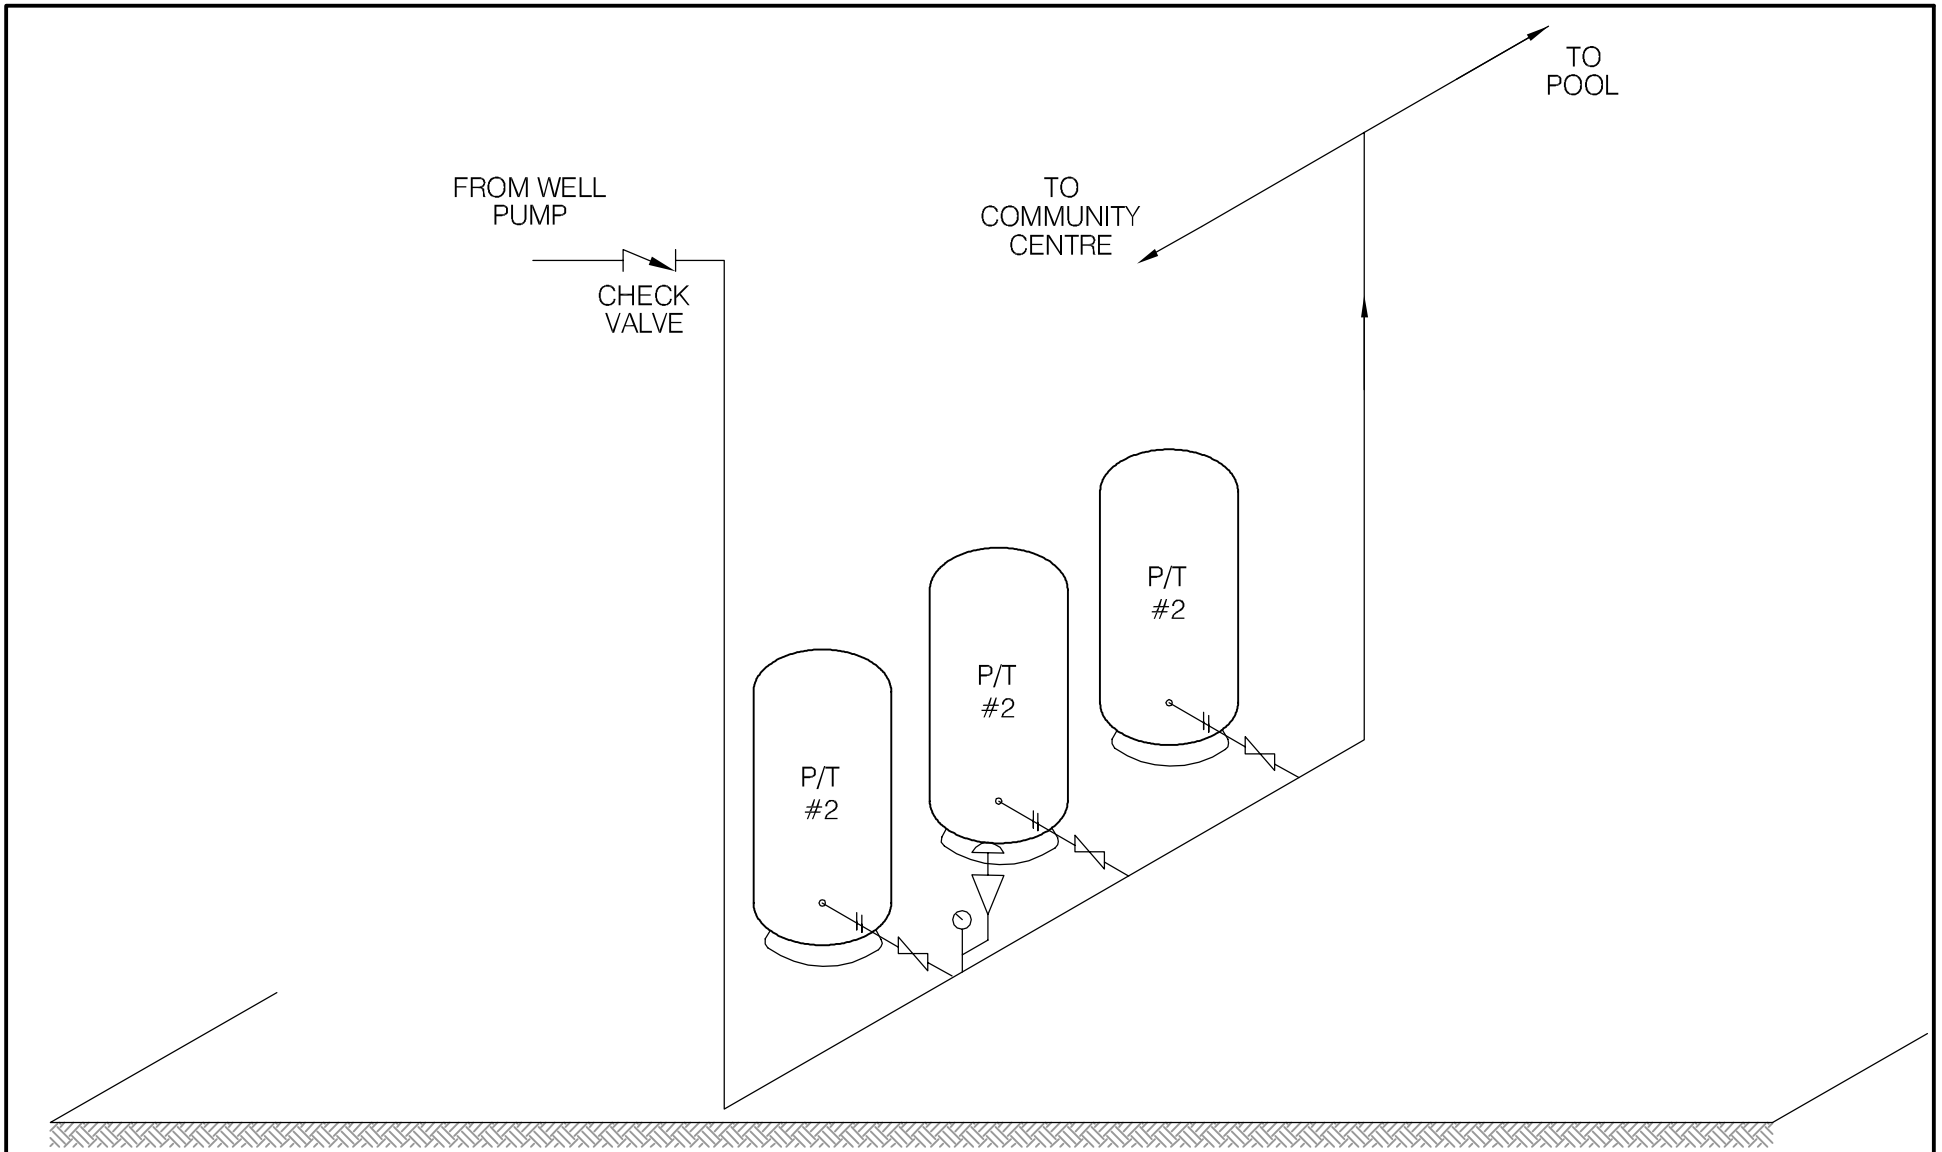 TO
POOL
FROM WELL
PUMP
TO
COMMUNITY
CENTRE
CHECK
VALVE
P/T
#2
P/T
#2
P/T
#2